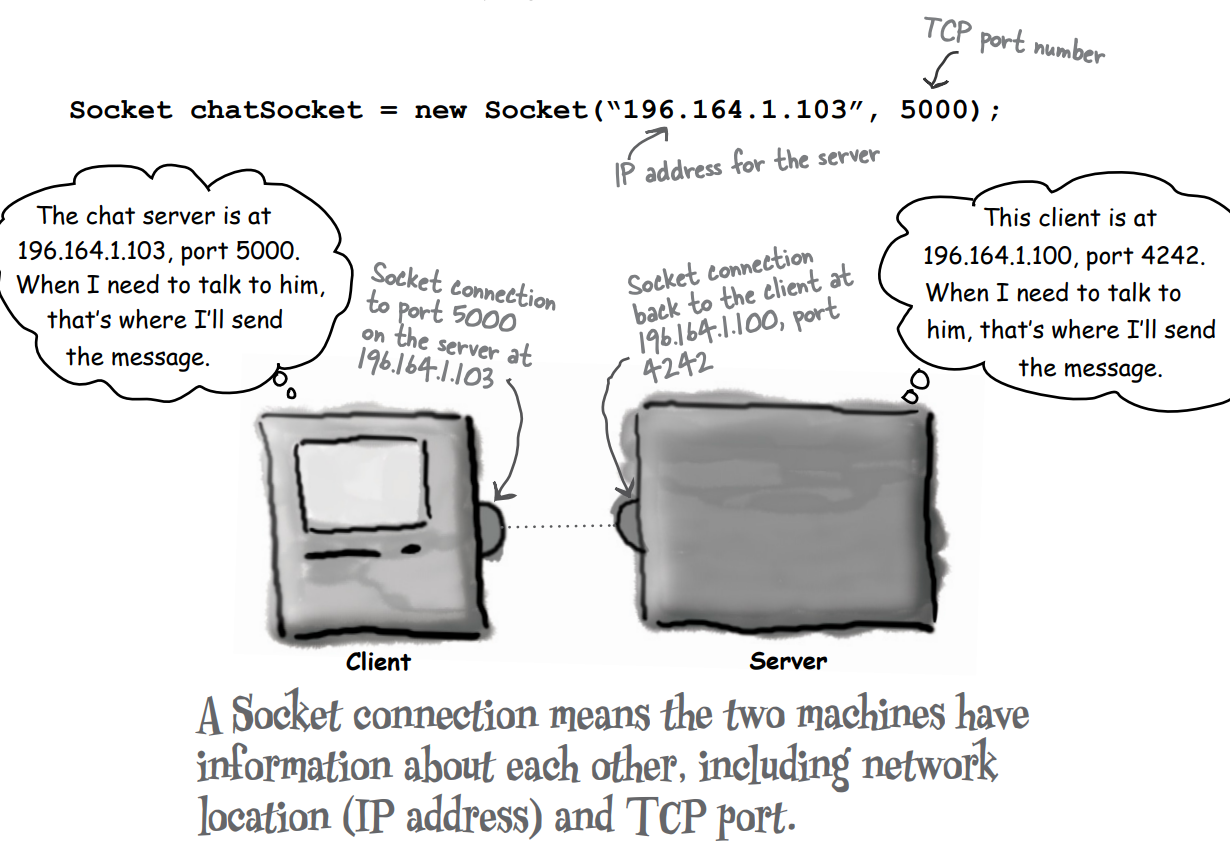 TCP port number
Socket chatSocket = new Socket(“196.164.1.103”, 5000);
IP address for the server
The chat server is at
196.164.1.103, port 5000.
When I need to talk to him,
that’s where I’ll send
the message.
Socket connection
to port 5000
on the server at
196.164.1.103
Socket connection
back to the client at
196.164.1.100, port
4242
This client is at
196.164.1.100, port 4242.
When I need to talk to
him, that’s where I’ll send
the message.
Client
Server
A Socket connection means the two machines have
information about each other, including network
location (IP address) and TCP port.